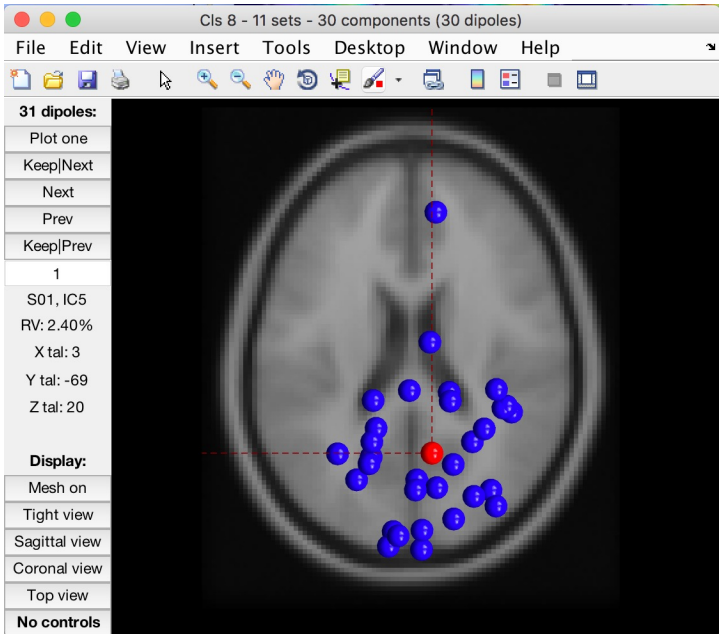 Cls 8 - 11 sets - 30 components (30 dipoles)
File Edit View Insert Tools Desktop Window Help
31 dipoles:
Plot one
Keep|Next
Next
Prev
Keep|Prev
1
S01, IC5
RV: 2.40%
X tal: 3
Y tal: -69
Z tal: 20
Display:
Mesh on
Tight view
Sagittal view
Coronal view
Top view
No controls